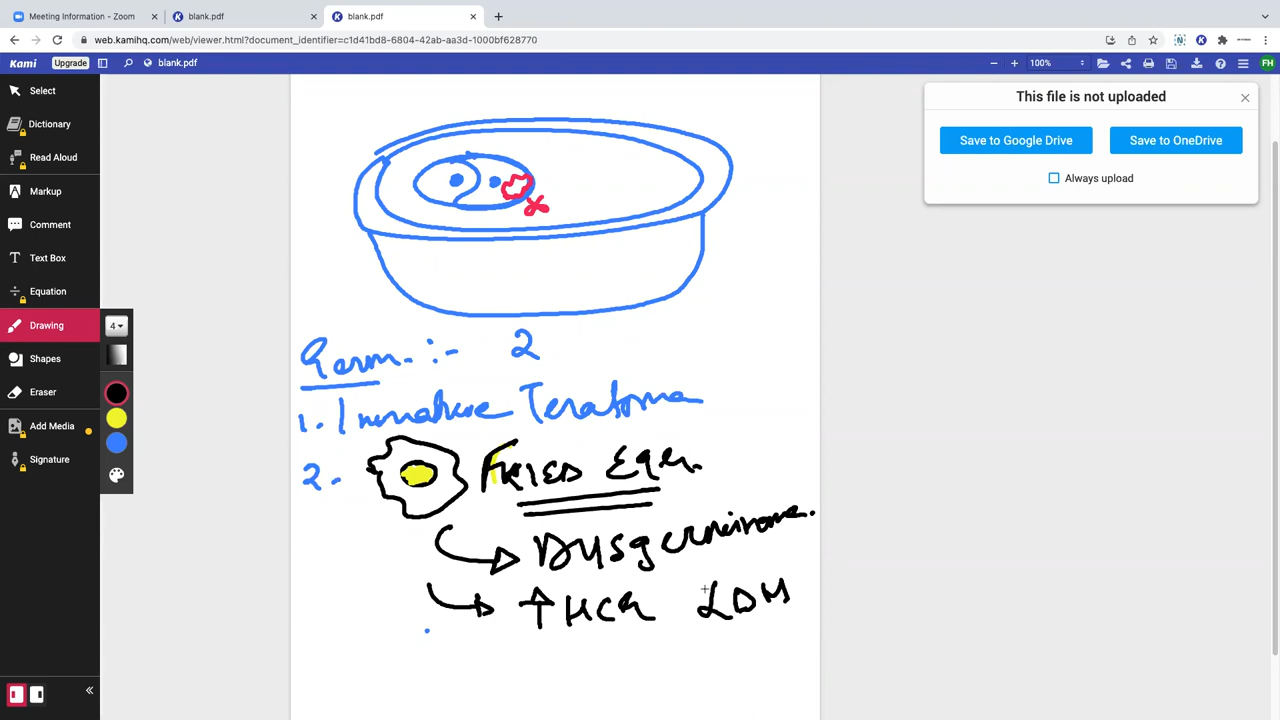 Meeting Information - Zoom
blank.pdf
blank.pdf
web.kamihq.com/web/viewer.html?document_identifier=c1d41bd8-6804-42ab-aa3d-1000bf628770
Kami Upgrade blank.pdf 100% FH
Select
Dictionary
Read Aloud
Markup
Comment
Text Box
Equation
Drawing
Shapes
Eraser
Add Media
Signature
4
This file is not uploaded
Save to Google Drive Save to OneDrive
Always upload
Germ. :- 2
1. Immature Teratoma
2. FRIED Egg.
Dysgerminoma.
↑ HCG LDH